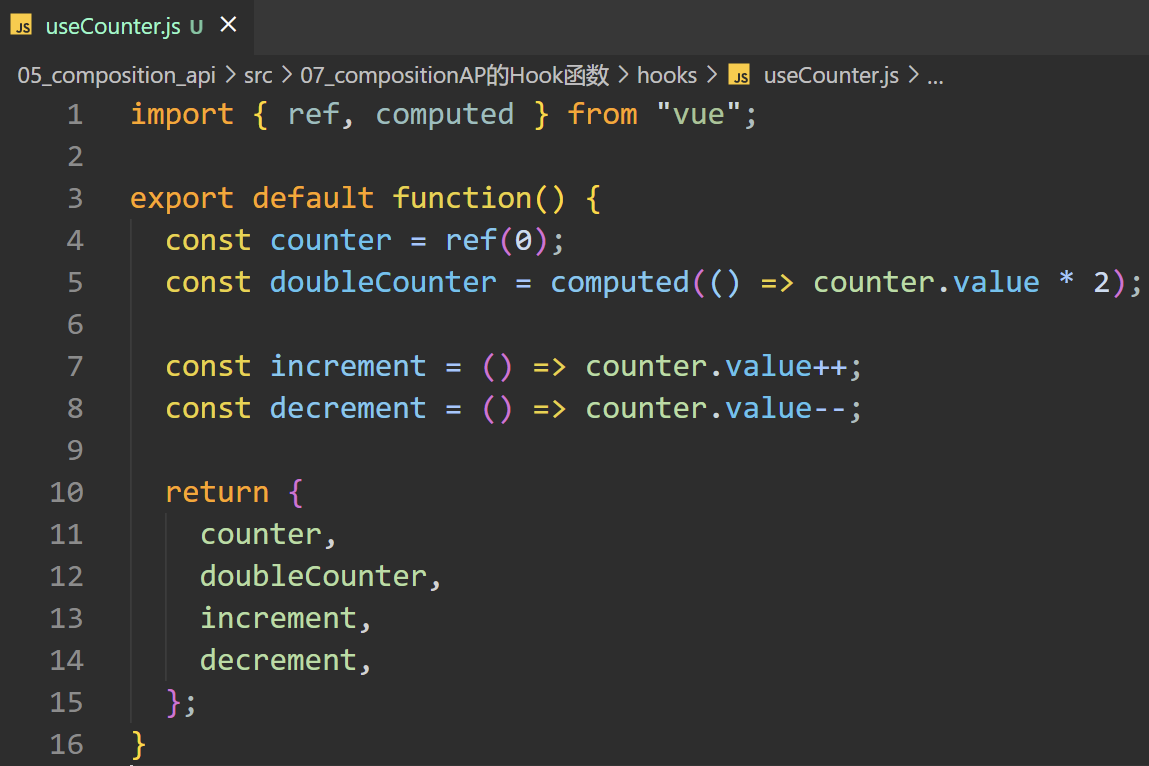 JS useCounter.js U ×
05_composition_api > src > 07_compositionAP的Hook函数 > hooks > JS useCounter.js > ...
1 import { ref, computed } from "vue";
2
3 export default function() {
4   const counter = ref(0);
5   const doubleCounter = computed(() => counter.value * 2);
6
7   const increment = () => counter.value++;
8   const decrement = () => counter.value--;
9
10   return {
11     counter,
12     doubleCounter,
13     increment,
14     decrement,
15   };
16 }